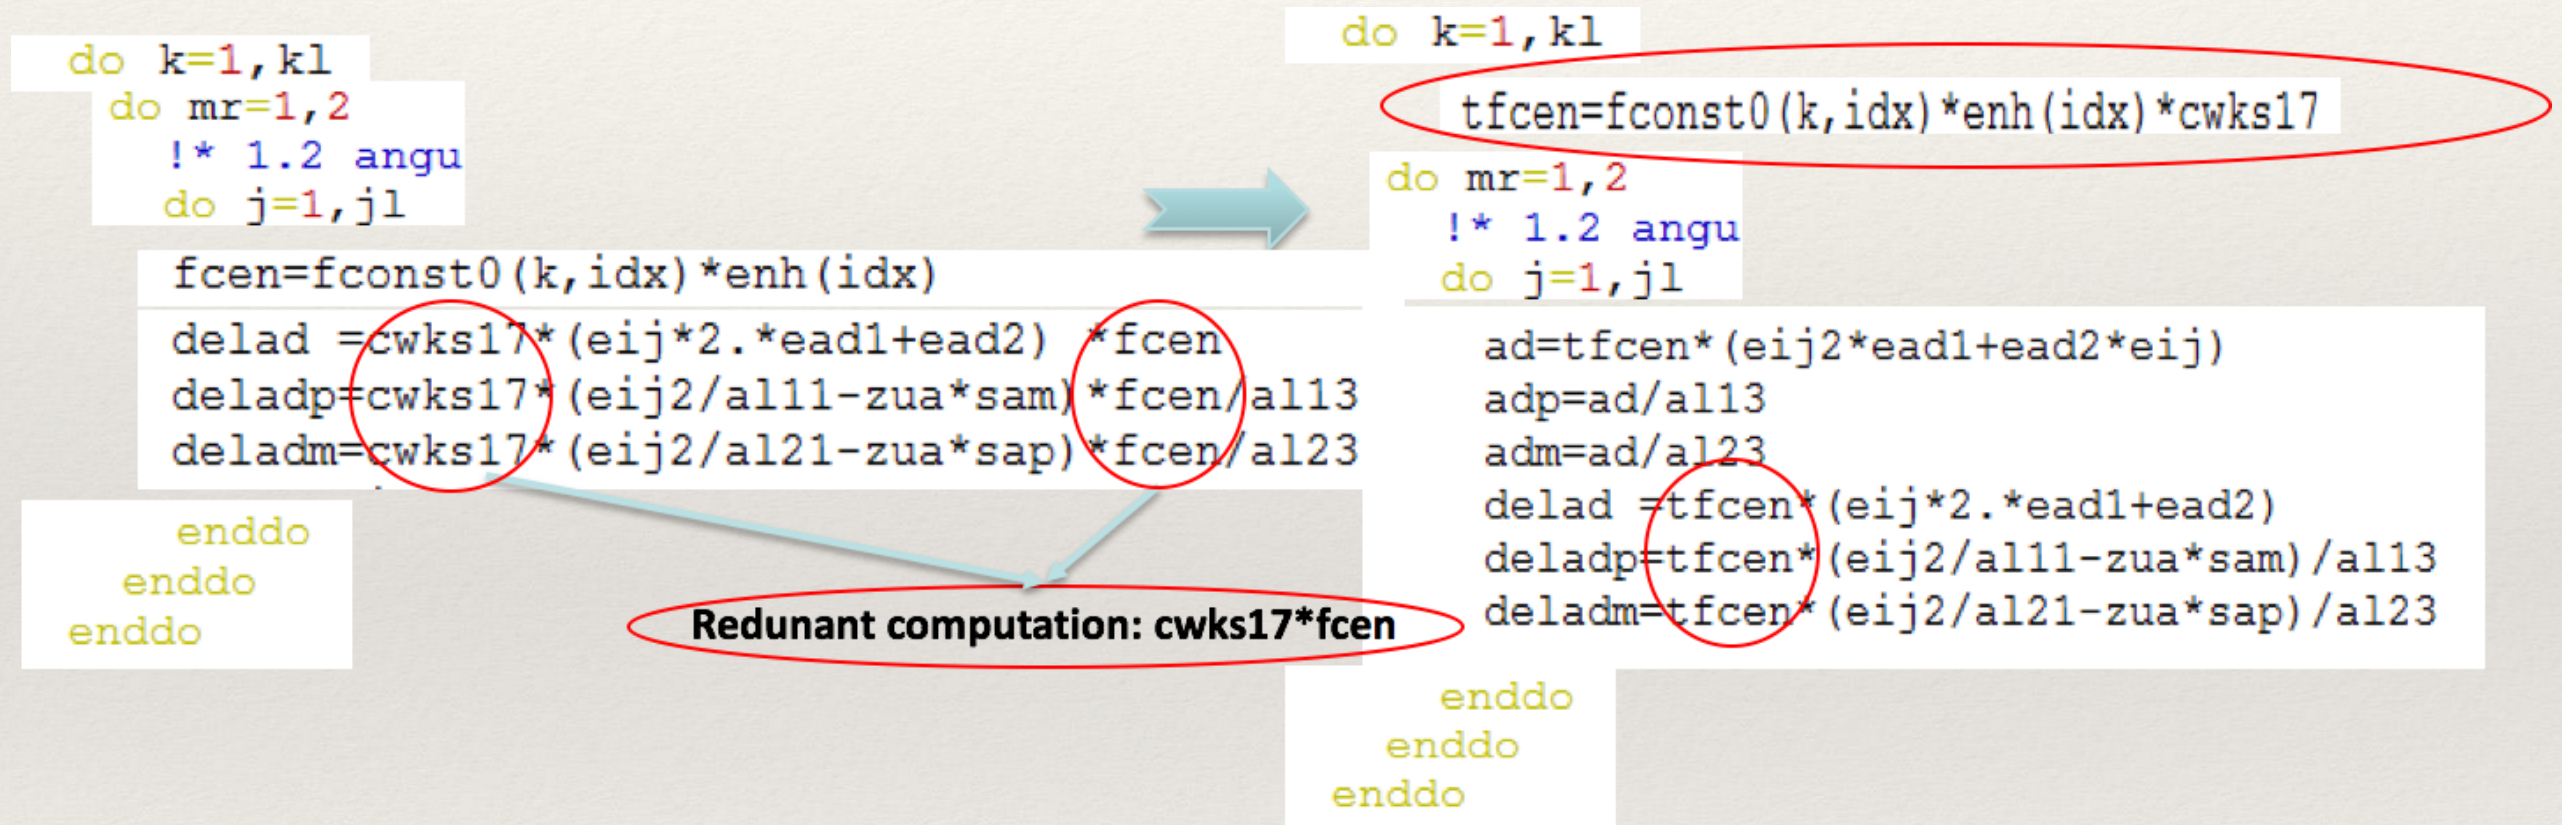 do k=1,kl
do mr=1,2
!* 1.2 angu
do j=1,jl
fcen=fconst0(k,idx)*enh(idx)
delad =cwks17*(eij*2.*ead1+ead2) *fcen
deladp=cwks17*(eij2/al11-zua*sam)*fcen/al13
deladm=cwks17*(eij2/al21-zua*sap)*fcen/al23
enddo
enddo
enddo
Redunant computation: cwks17*fcen
do k=1,kl
tfcen=fconst0(k,idx)*enh(idx)*cwks17
do mr=1,2
!* 1.2 angu
do j=1,jl
ad=tfcen*(eij2*ead1+ead2*eij)
adp=ad/al13
adm=ad/al23
delad =tfcen*(eij*2.*ead1+ead2)
deladp=tfcen*(eij2/al11-zua*sam)/al13
deladm=tfcen*(eij2/al21-zua*sap)/al23
enddo
enddo
enddo